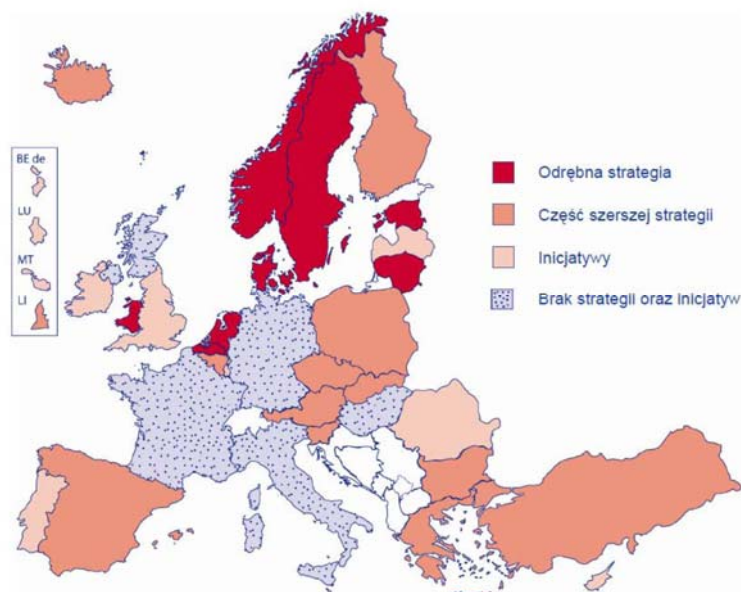 BE de
LU
MT
LI
Odrębna strategia
Część szerszej strategii
Inicjatywy
Brak strategii oraz inicjatyw